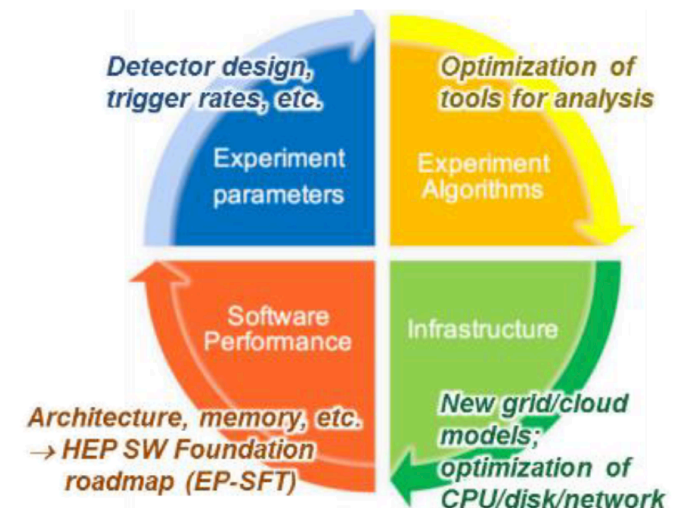 Detector design,
trigger rates, etc.
Experiment
parameters
Optimization of
tools for analysis
Experiment
Algorithms
Software
Performance
Architecture, memory, etc.
→ HEP SW Foundation
roadmap (EP-SFT)
Infrastructure
New grid/cloud
models;
optimization of
CPU/disk/network